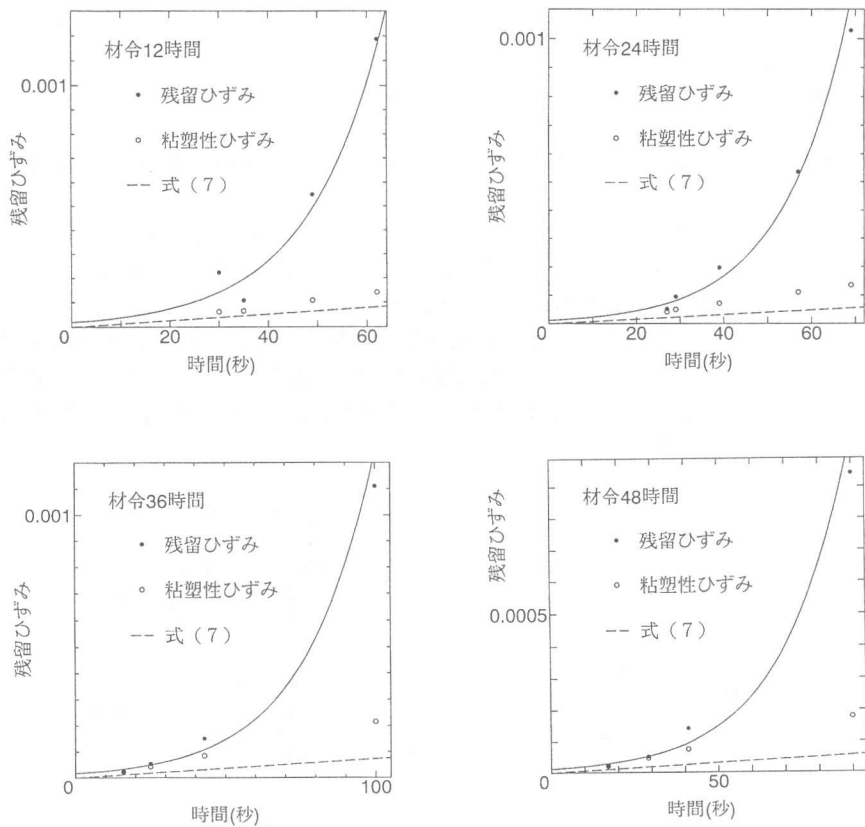 材令12時間
0.001
• 残留ひずみ
○ 粘塑性ひずみ
--- 式(7)
残留ひずみ
0 20 40 60
時間(秒)
材令24時間
0.001
• 残留ひずみ
○ 粘塑性ひずみ
--- 式(7)
残留ひずみ
0 20 40 60
時間(秒)
材令36時間
0.001
• 残留ひずみ
○ 粘塑性ひずみ
--- 式(7)
残留ひずみ
0 100
時間(秒)
材令48時間
• 残留ひずみ
○ 粘塑性ひずみ
0.0005
--- 式(7)
残留ひずみ
0 50
時間(秒)